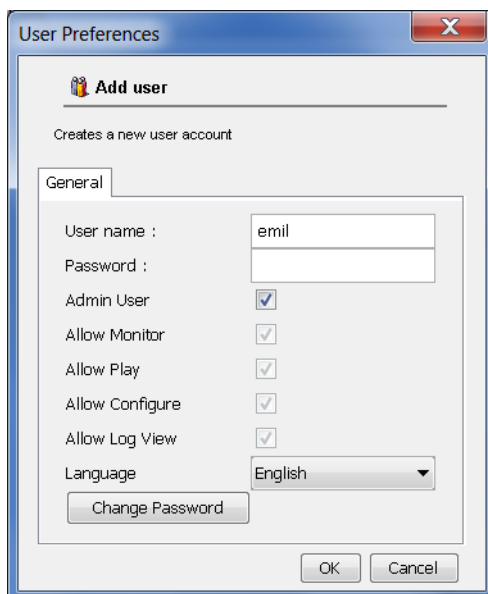 User Preferences
Add user
Creates a new user account
General
User name :
emil
Password :
Admin User
Allow Monitor
Allow Play
Allow Configure
Allow Log View
Language
English
Change Password
OK
Cancel